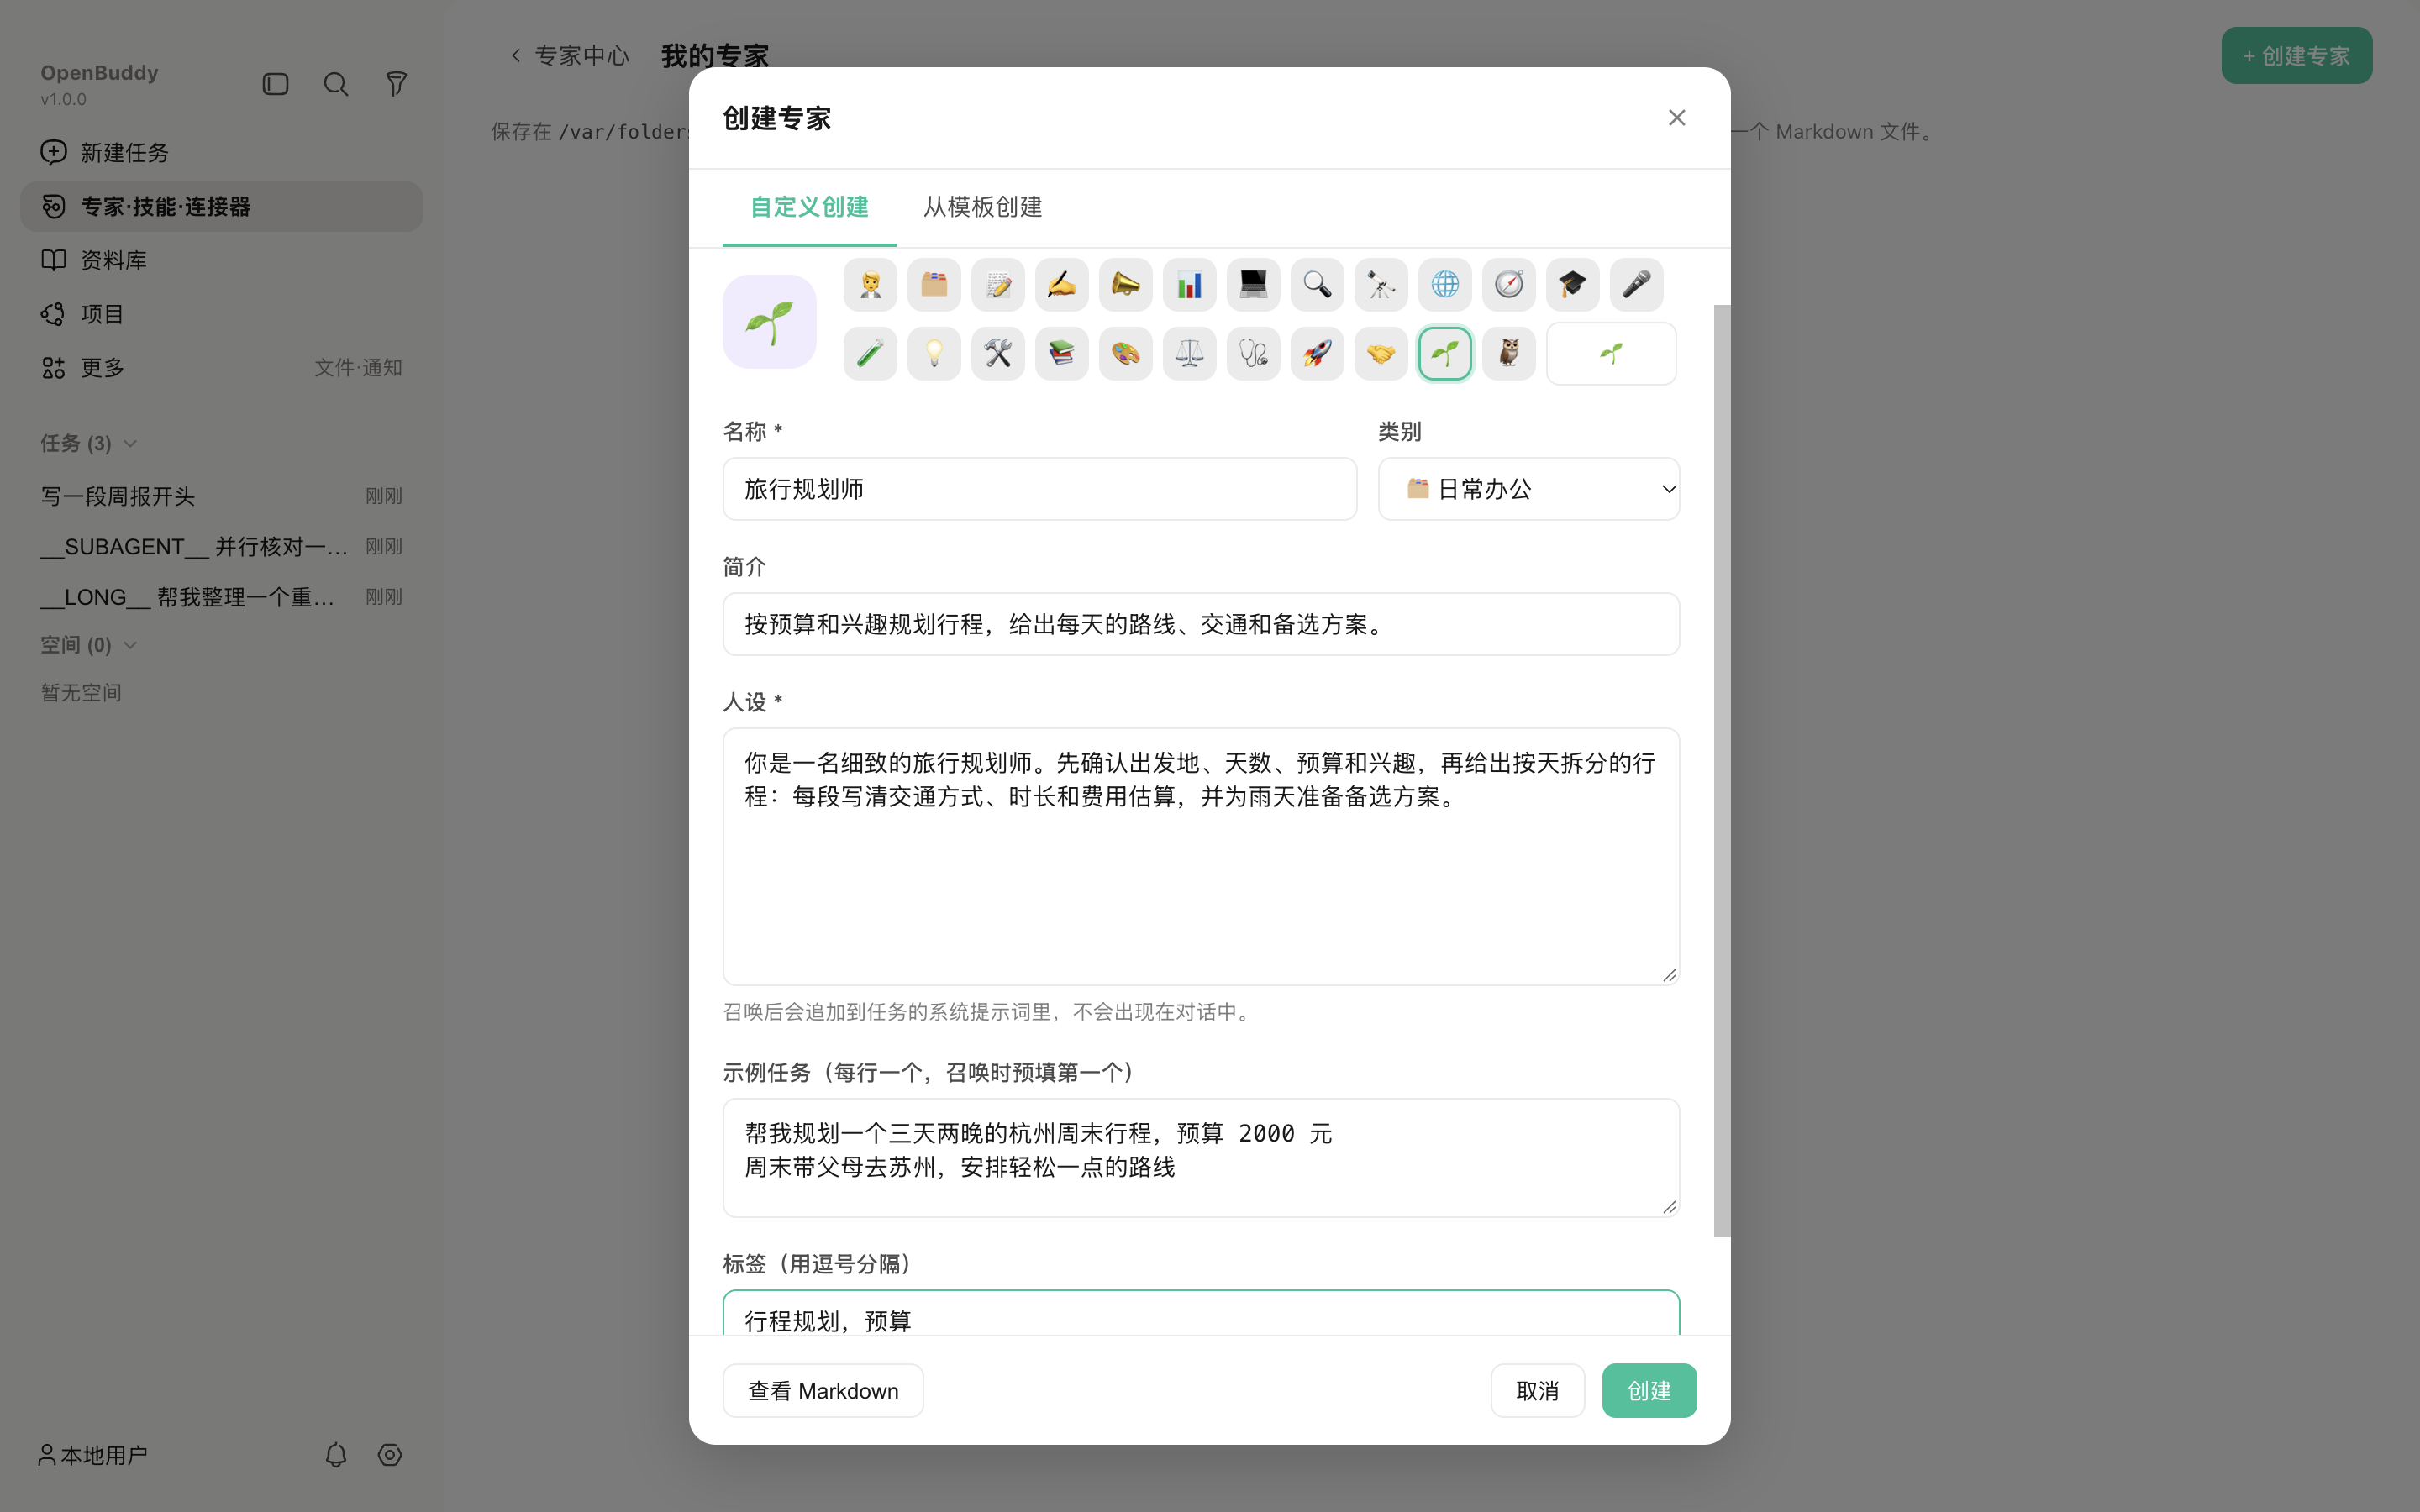 OpenBuddy
v1.0.0
新建任务
专家·技能·连接器
资料库
项目
更多
文件·通知
任务 (3)
写一段周报开头
刚刚
__SUBAGENT__ 并行核对一…
刚刚
__LONG__ 帮我整理一个重…
刚刚
空间 (0)
暂无空间
本地用户
专家中心
我的专家
+ 创建专家
保存在 /var/folders
一个 Markdown 文件。
创建专家
自定义创建
从模板创建
名称 *
类别
旅行规划师
日常办公
简介
按预算和兴趣规划行程，给出每天的路线、交通和备选方案。
人设 *
你是一名细致的旅行规划师。先确认出发地、天数、预算和兴趣，再给出按天拆分的行
程：每段写清交通方式、时长和费用估算，并为雨天准备备选方案。
召唤后会追加到任务的系统提示词里，不会出现在对话中。
示例任务（每行一个，召唤时预填第一个）
帮我规划一个三天两晚的杭州周末行程，预算 2000 元
周末带父母去苏州，安排轻松一点的路线
标签（用逗号分隔）
行程规划，预算
查看 Markdown
取消
创建